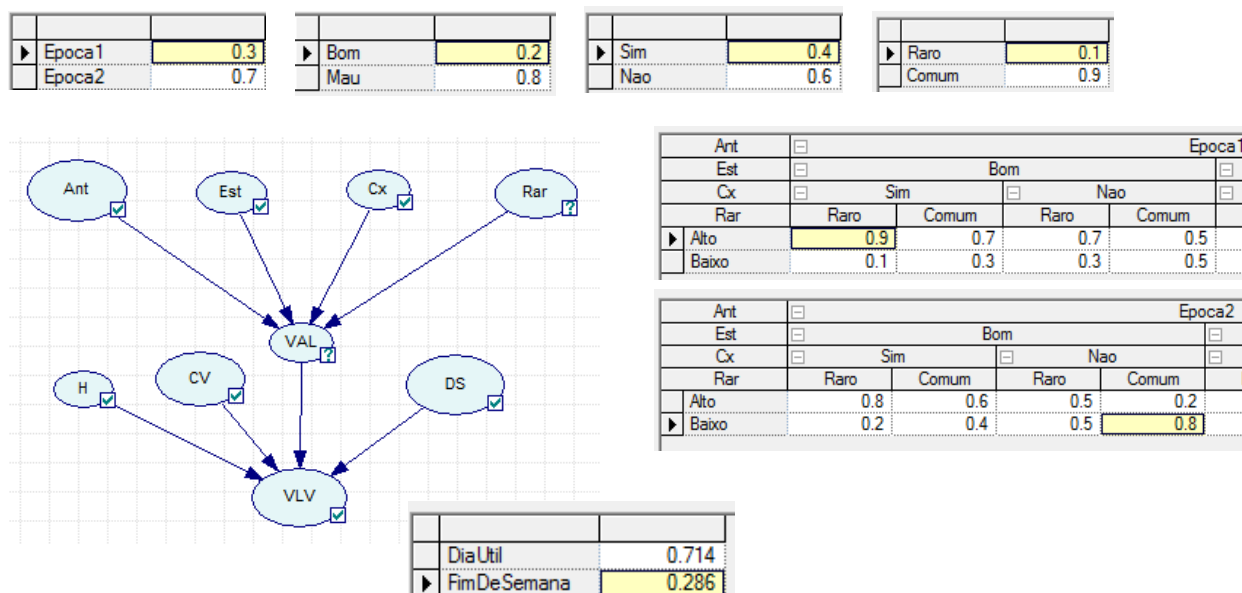 Epoca1 0.3
Epoca2 0.7
Bom 0.2
Mau 0.8
Sim 0.4
Nao 0.6
Raro 0.1
Comum 0.9
Ant
Est
Cx
Rar
VAL
H
CV
DS
VLV
Ant Epoca1
Est Bom
Cx Sim Nao
Rar Raro Comum Raro Comum
Alto 0.9 0.7 0.7 0.5
Baixo 0.1 0.3 0.3 0.5
Ant Epoca2
Est Bom
Cx Sim Nao
Rar Raro Comum Raro Comum
Alto 0.8 0.6 0.5 0.2
Baixo 0.2 0.4 0.5 0.8
DiaUtil 0.714
FimDeSemana 0.286